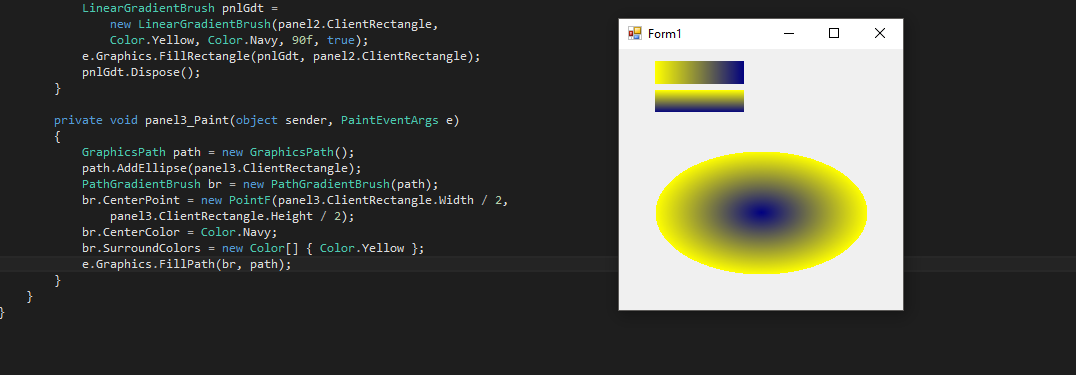 LinearGradientBrush pnlGdt =
new LinearGradientBrush(panel2.ClientRectangle,
Color.Yellow, Color.Navy, 90f, true);
e.Graphics.FillRectangle(pnlGdt, panel2.ClientRectangle);
pnlGdt.Dispose();
}
private void panel3_Paint(object sender, PaintEventArgs e)
{
GraphicsPath path = new GraphicsPath();
path.AddEllipse(panel3.ClientRectangle);
PathGradientBrush br = new PathGradientBrush(path);
br.CenterPoint = new PointF(panel3.ClientRectangle.Width / 2,
panel3.ClientRectangle.Height / 2);
br.CenterColor = Color.Navy;
br.SurroundColors = new Color[] { Color.Yellow };
e.Graphics.FillPath(br, path);
}
}
}
Form1